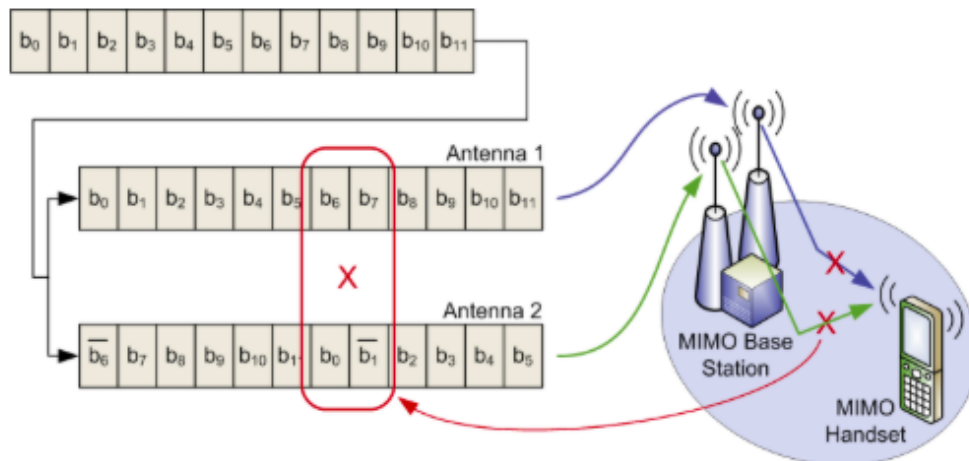 b₀ b₁ b₂ b₃ b₄ b₅ b₆ b₇ b₈ b₉ b₁₀ b₁₁
Antenna 1
b₀ b₁ b₂ b₃ b₄ b₅ b₆ b₇ b₈ b₉ b₁₀ b₁₁
X
Antenna 2
b̅₆ b₇ b₈ b₉ b₁₀ b₁₁ b₀ b̅₁ b₂ b₃ b₄ b₅
X
X
MIMO Base
Station
MIMO
Handset